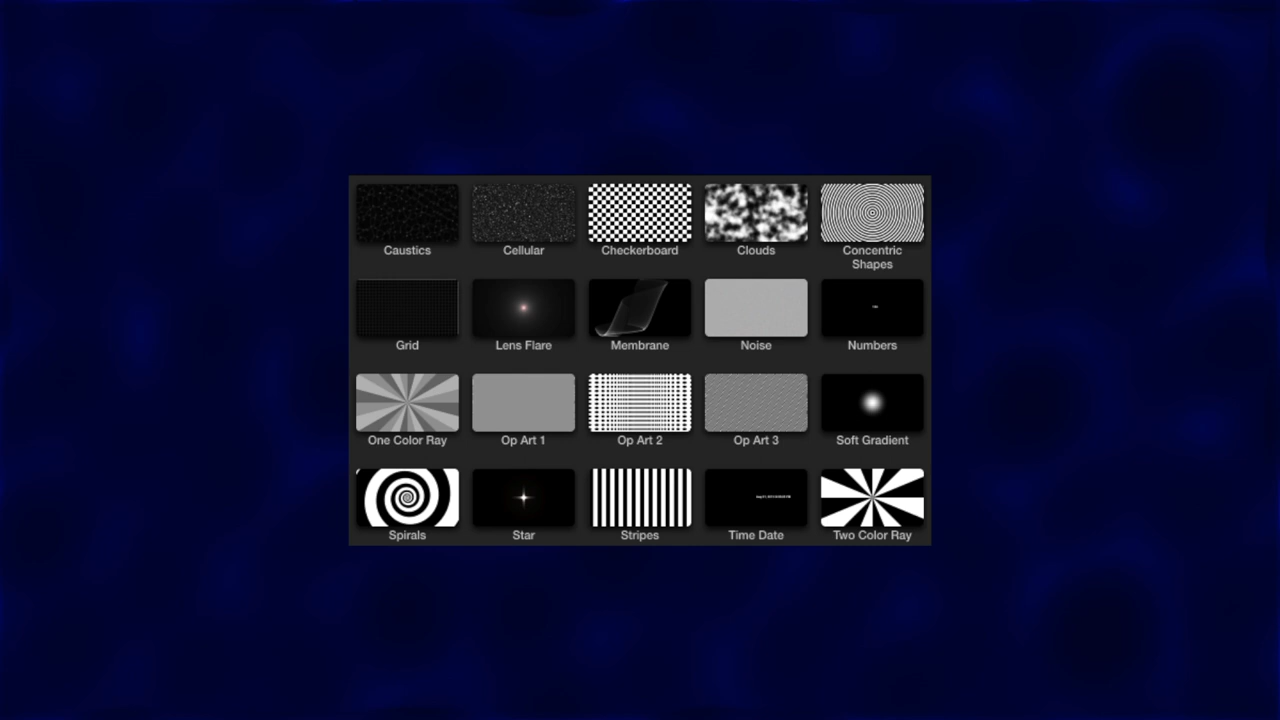 Caustics
Cellular
Checkerboard
Clouds
Concentric
Shapes
Grid
Lens Flare
Membrane
Noise
Numbers
One Color Ray
Op Art 1
Op Art 2
Op Art 3
Soft Gradient
Spirals
Star
Stripes
Time Date
Two Color Ray